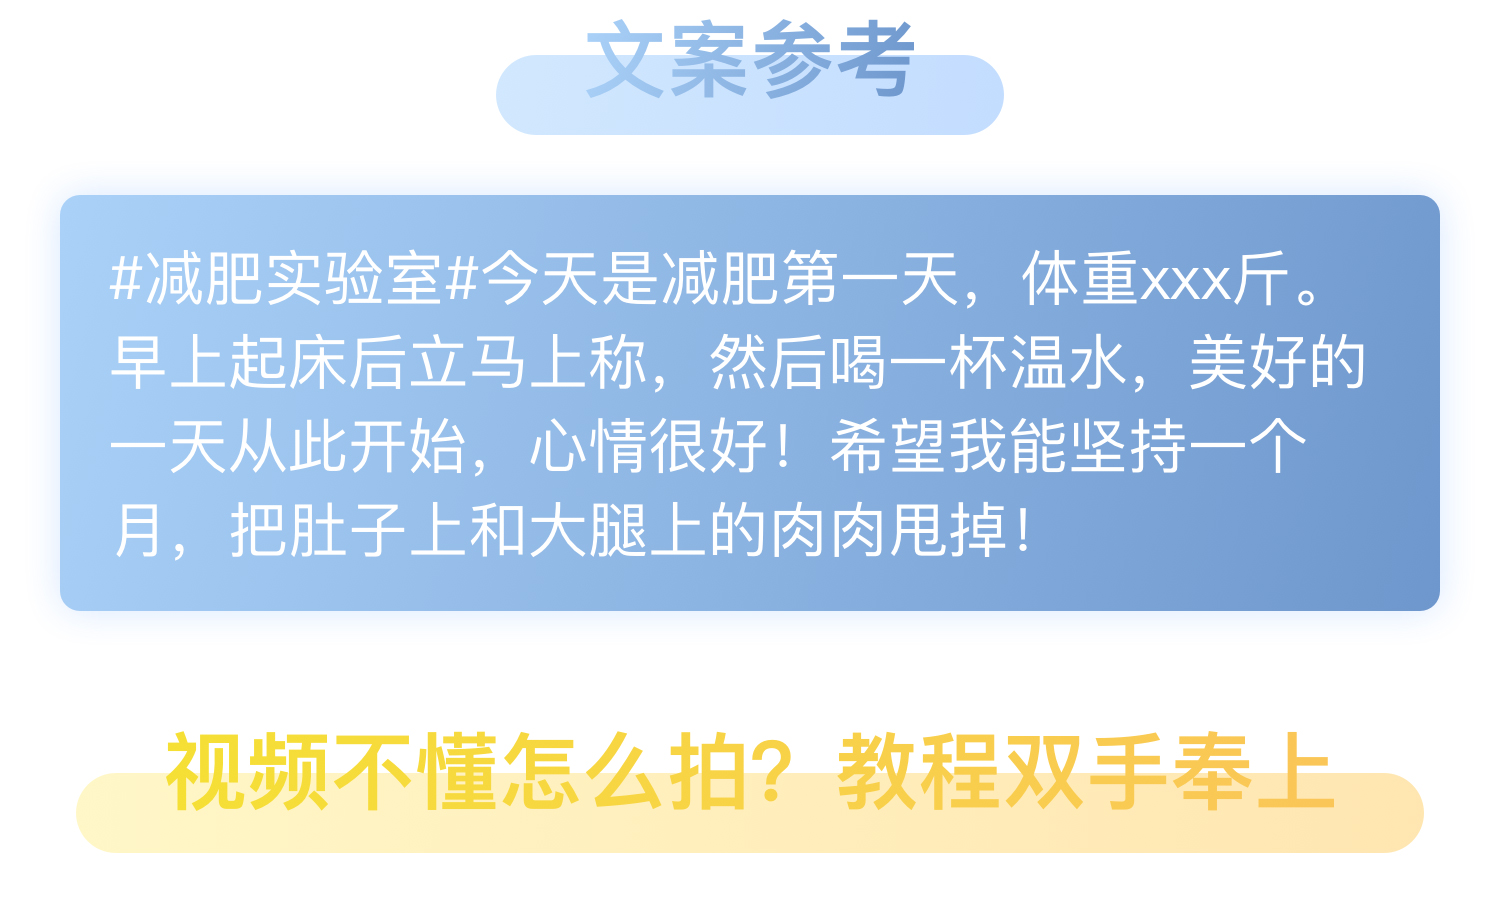 文案参考
#减肥实验室#今天是减肥第一天，体重xxx斤。
早上起床后立马上称，然后喝一杯温水，美好的
一天从此开始，心情很好！希望我能坚持一个
月，把肚子上和大腿上的肉肉甩掉！
视频不懂怎么拍？教程双手奉上